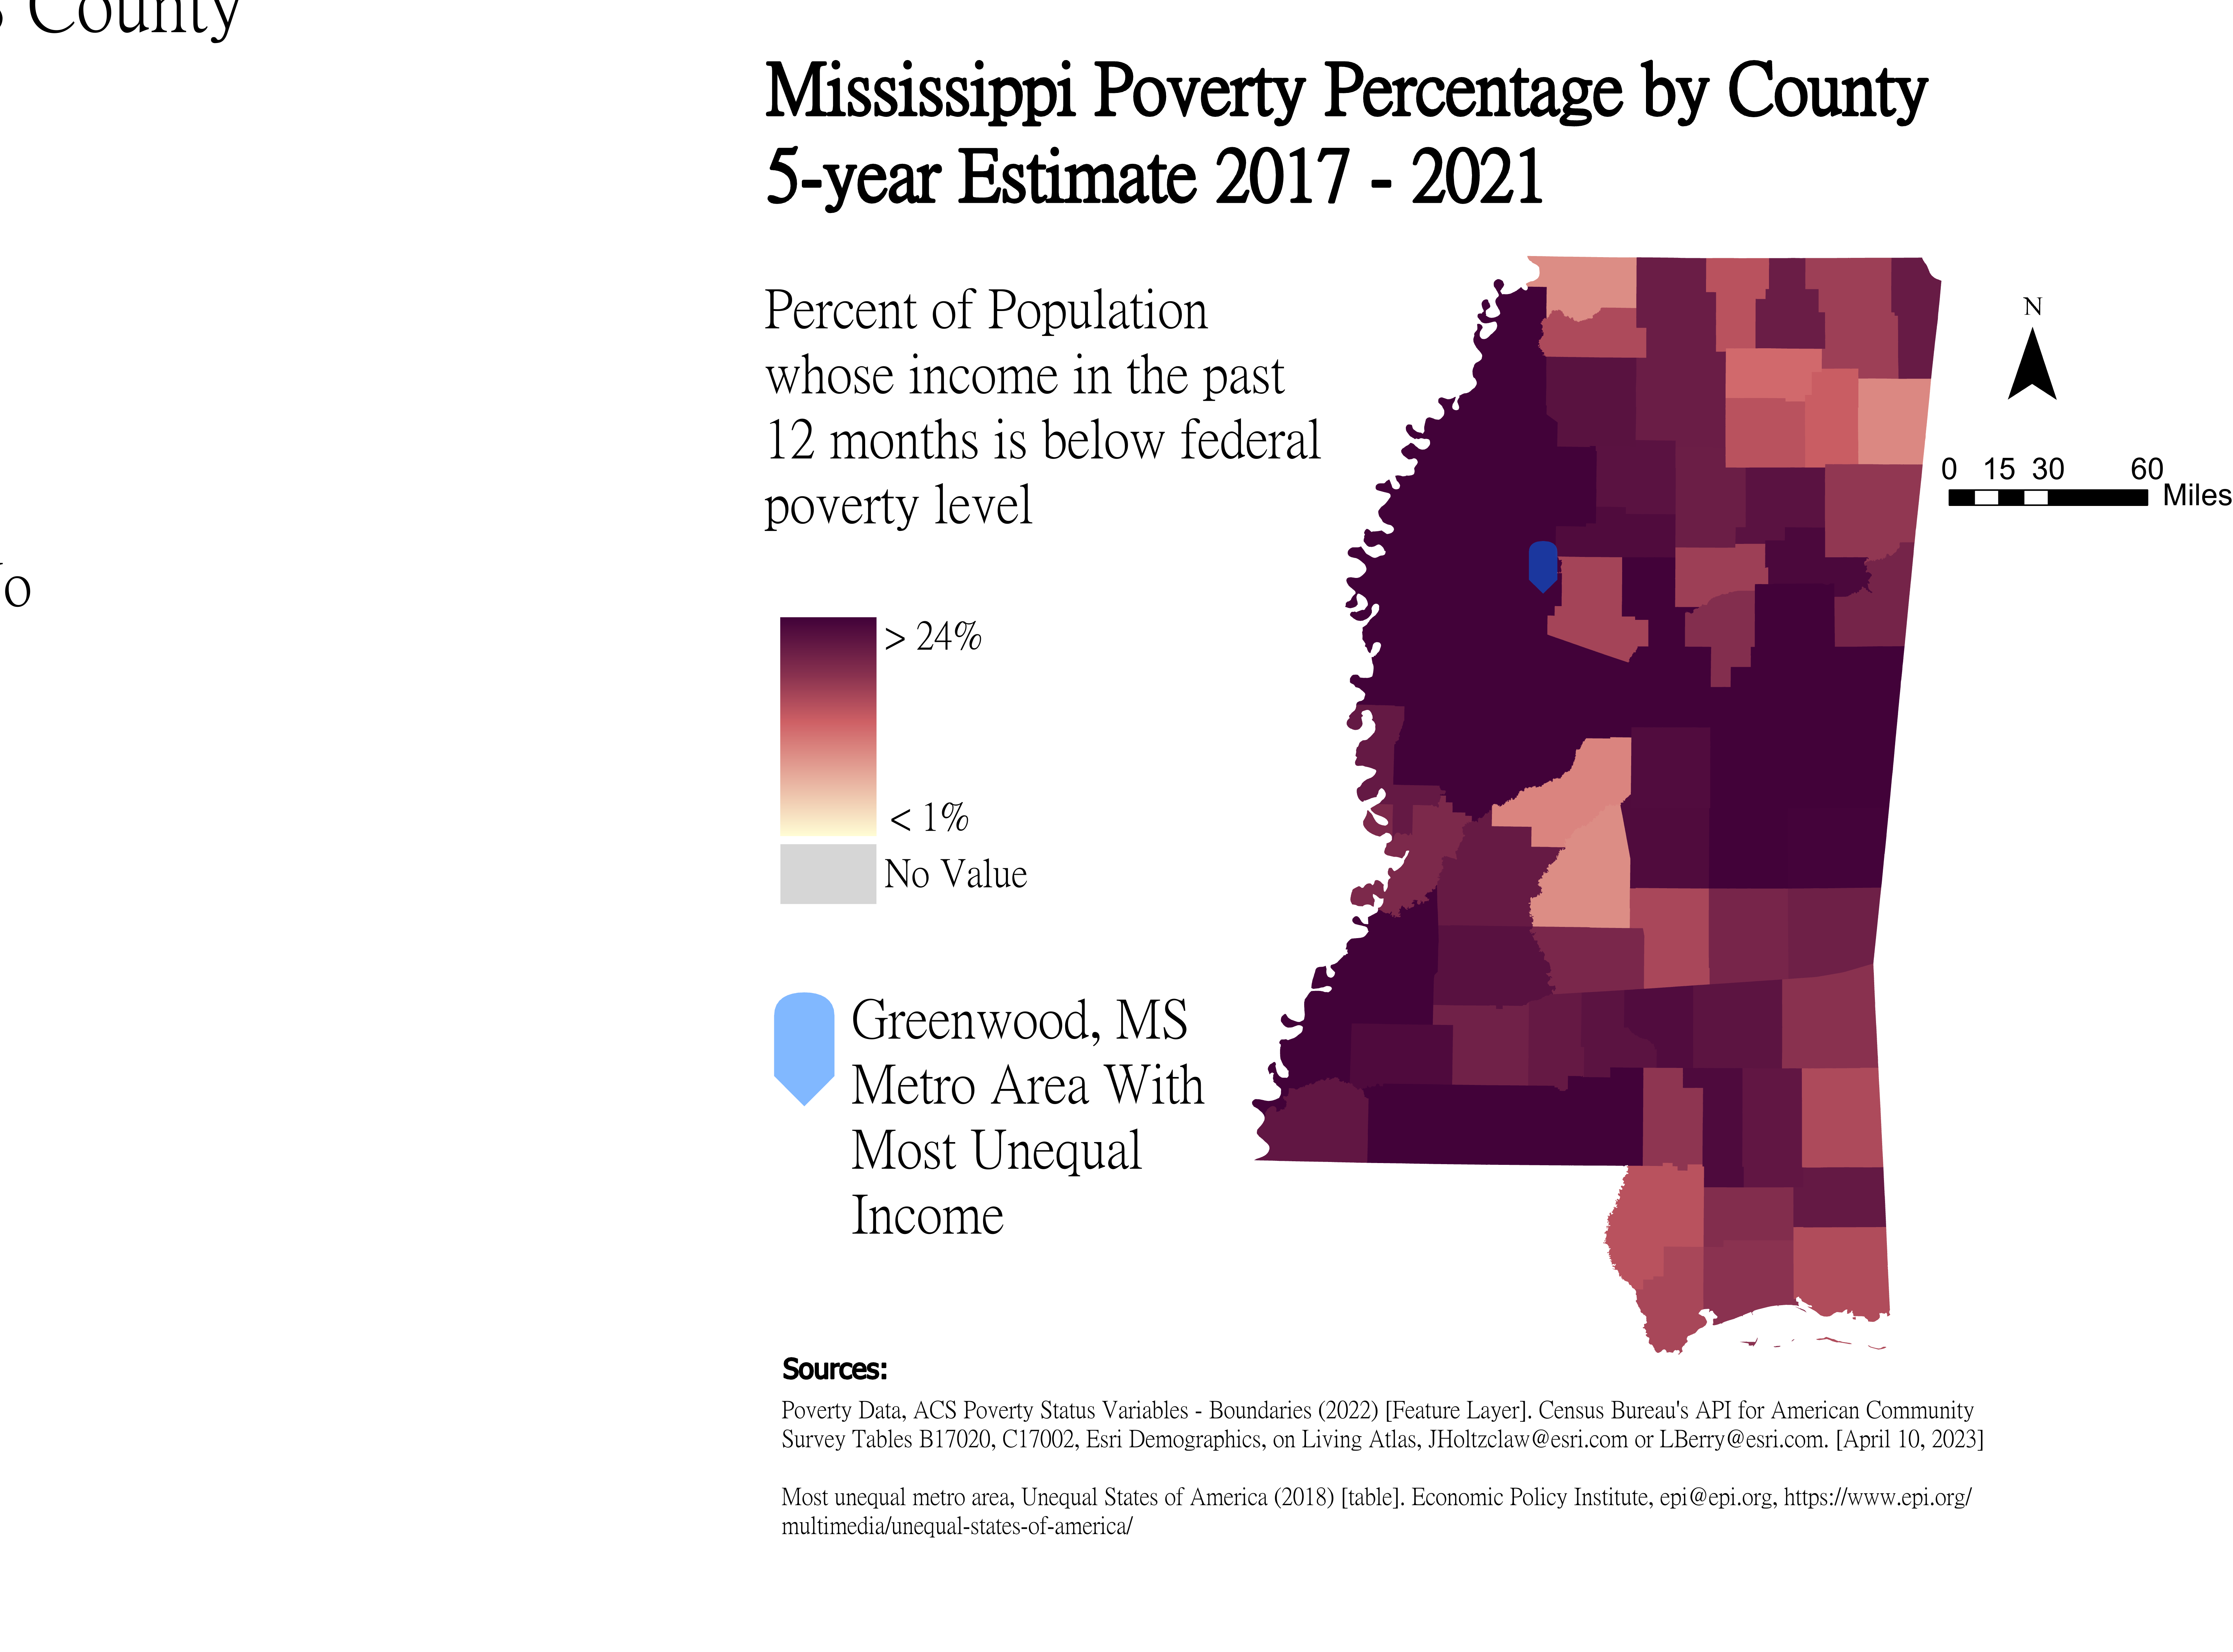 County
Mississippi Poverty Percentage by County
5-year Estimate 2017 - 2021
Percent of Population
whose income in the past
12 months is below federal
poverty level
N
0 15 30 60
Miles
> 24%
< 1%
No Value
o
Greenwood, MS
Metro Area With
Most Unequal
Income
Sources:
Poverty Data, ACS Poverty Status Variables - Boundaries (2022) [Feature Layer]. Census Bureau's API for American Community
Survey Tables B17020, C17002, Esri Demographics, on Living Atlas, JHoltzclaw@esri.com or LBerry@esri.com. [April 10, 2023]
Most unequal metro area, Unequal States of America (2018) [table]. Economic Policy Institute, epi@epi.org, https://www.epi.org/
multimedia/unequal-states-of-america/